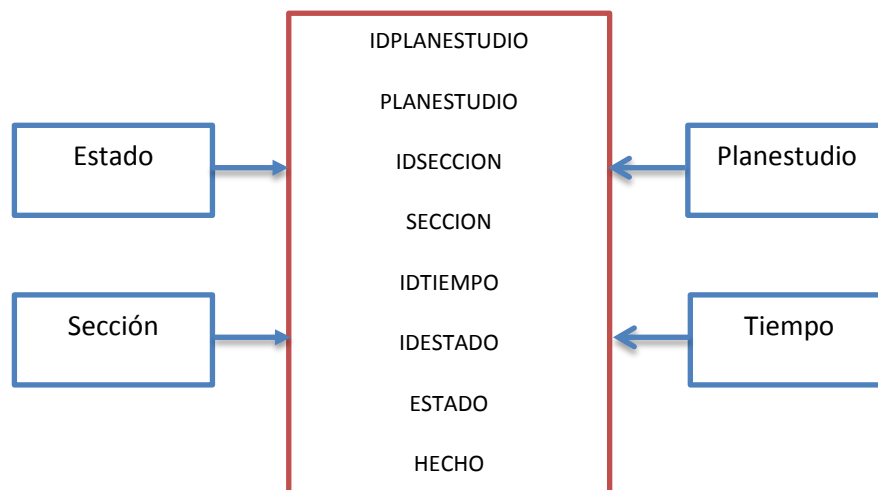 IDPLANESTUDIO
PLANESTUDIO
Estado
IDSECCION
Planestudio
SECCION
IDTIEMPO
Sección
Tiempo
IDESTADO
ESTADO
HECHO